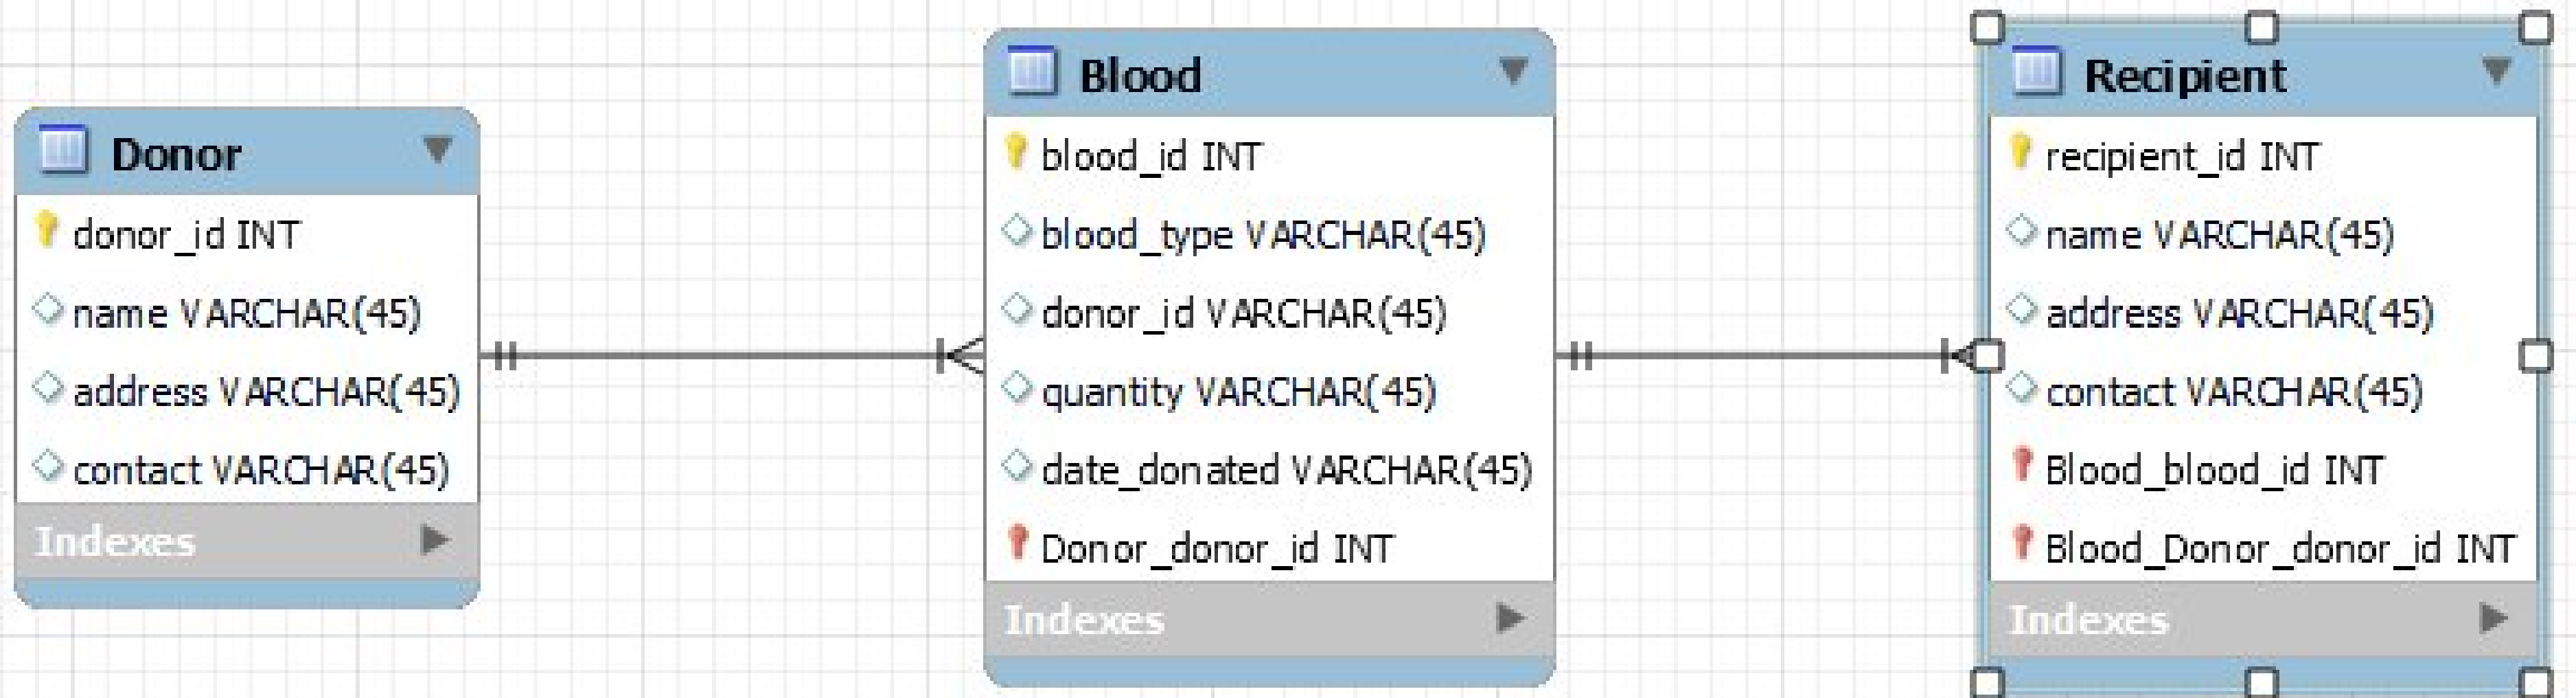 Donor
donor_id INT
name VARCHAR(45)
address VARCHAR(45)
contact VARCHAR(45)
Indexes
Blood
blood_id INT
blood_type VARCHAR(45)
donor_id VARCHAR(45)
quantity VARCHAR(45)
date_donated VARCHAR(45)
Donor_donor_id INT
Indexes
Recipient
recipient_id INT
name VARCHAR(45)
address VARCHAR(45)
contact VARCHAR(45)
Blood_blood_id INT
Blood_Donor_donor_id INT
Indexes